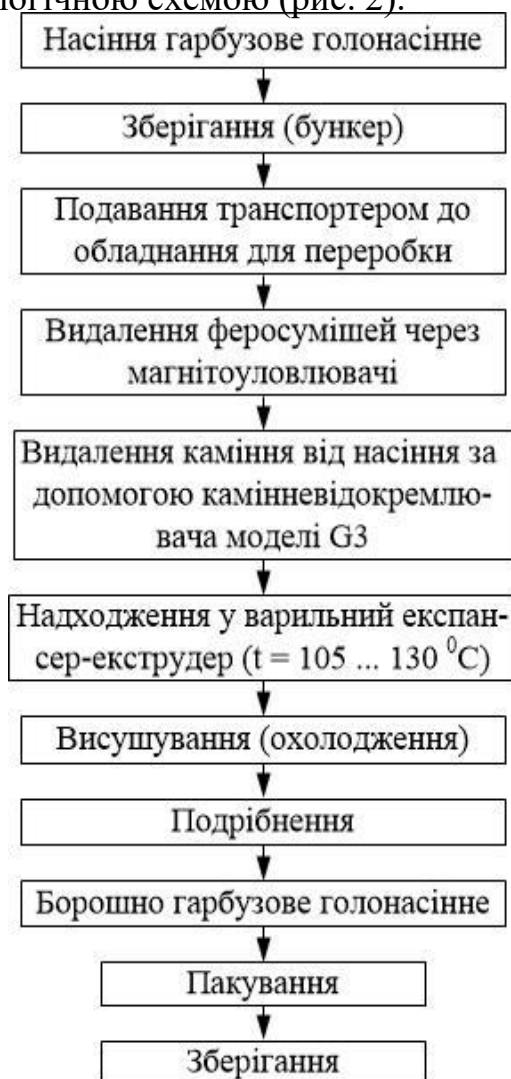 логічною схемою (рис. 2).
Насіння гарбузове голонасінне
Зберігання (бункер)
Подавання транспортером до
обладнання для переробки
Видалення феросумішей через
магнітоуловлювачі
Видалення каміння від насіння за
допомогою камінневідокремлю-
вача моделі G3
Надходження у варильний експан-
сер-екструдер (t = 105 ... 130 ⁰С)
Висушування (охолодження)
Подрібнення
Борошно гарбузове голонасінне
Пакування
Зберігання